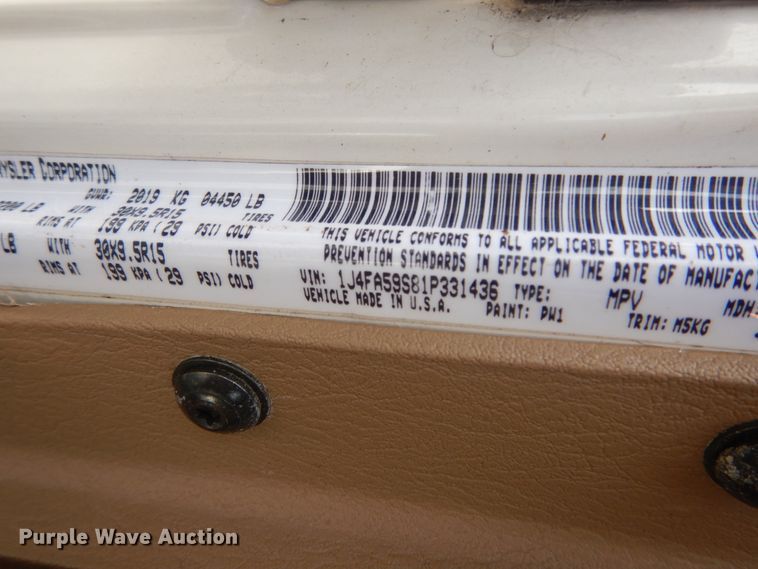 CORPORATION
GVWR: 2019 KG 04450 LB
LB WITH 30X9.5R15 TIRES
RIMS AT 199 KPA(29 PSI) COLD
LB WITH 30X9.5R15 TIRES
RIMS AT 199 KPA(29 PSI) COLD
THIS VEHICLE CONFORMS TO ALL APPLICABLE FEDERAL MOTOR
PREVENTION STANDARDS IN EFFECT ON THE DATE OF MANUFAC
VIN: 1J4FA59S81P331436 TYPE: MPV MDH
VEHICLE MADE IN U.S.A. PAINT: PW1 TRIM: M5KG
Purple Wave Auction